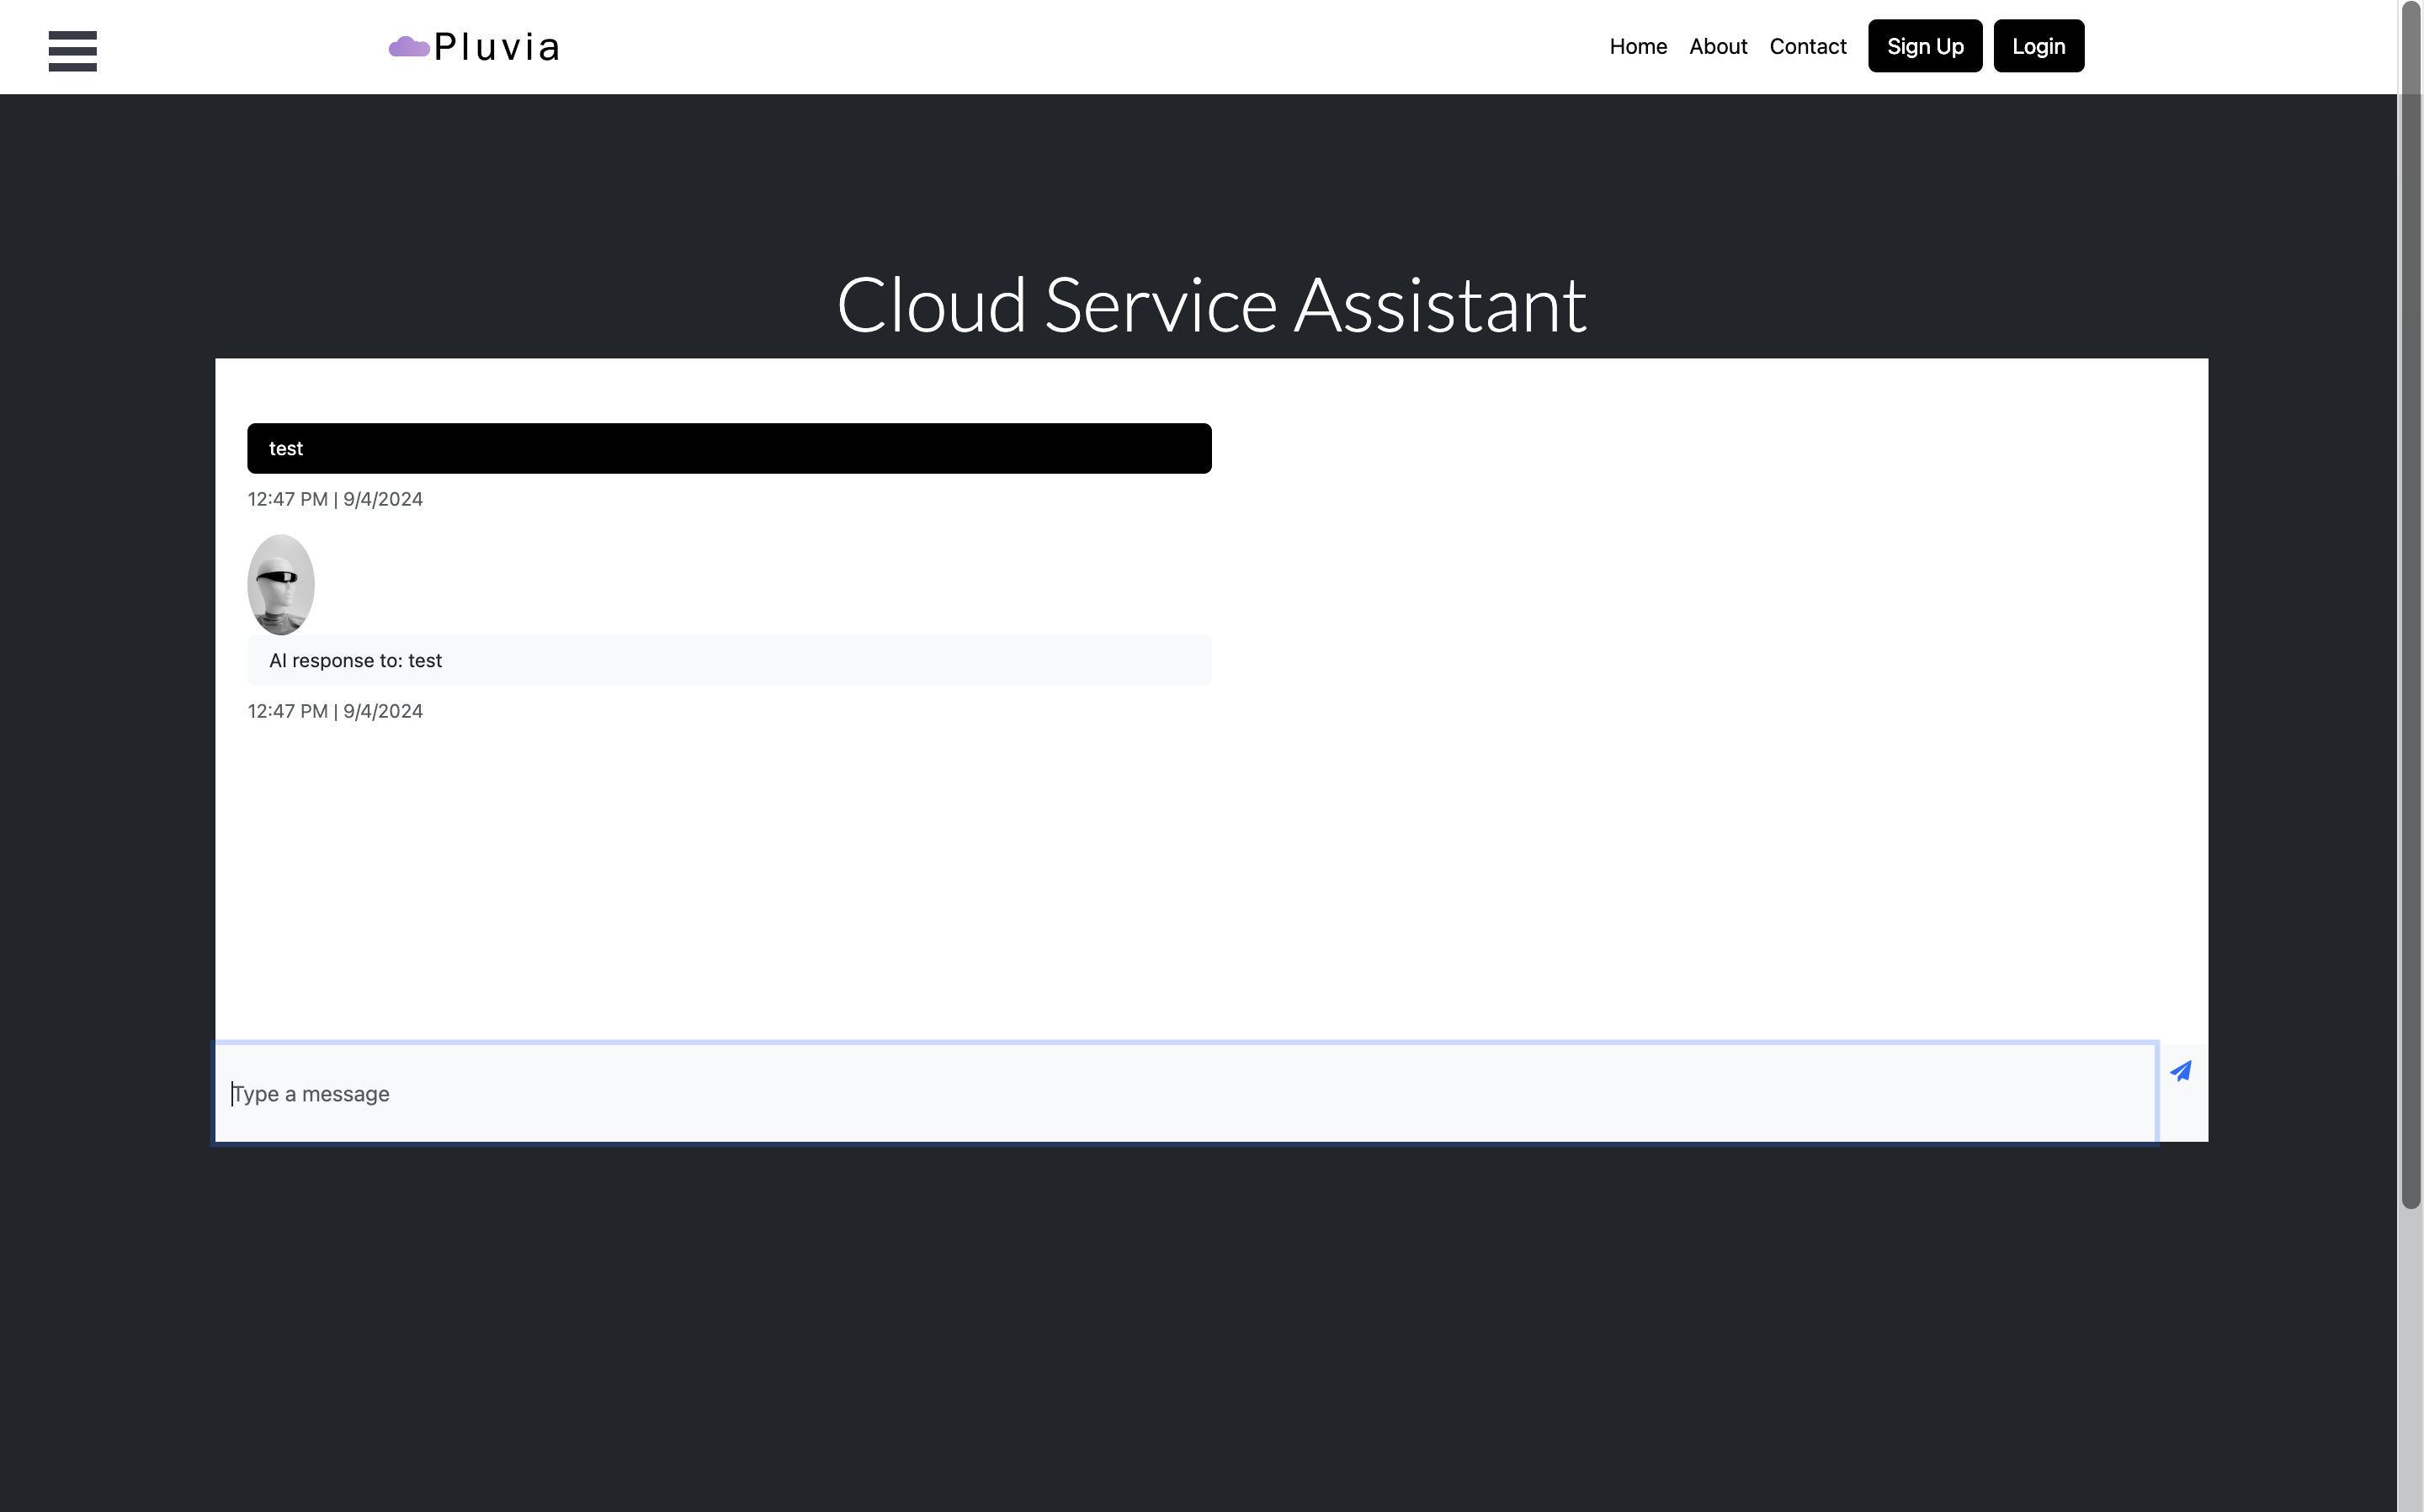 Pluvia
Home About Contact Sign Up Login
Cloud Service Assistant
test
12:47 PM | 9/4/2024
AI response to: test
12:47 PM | 9/4/2024
Type a message